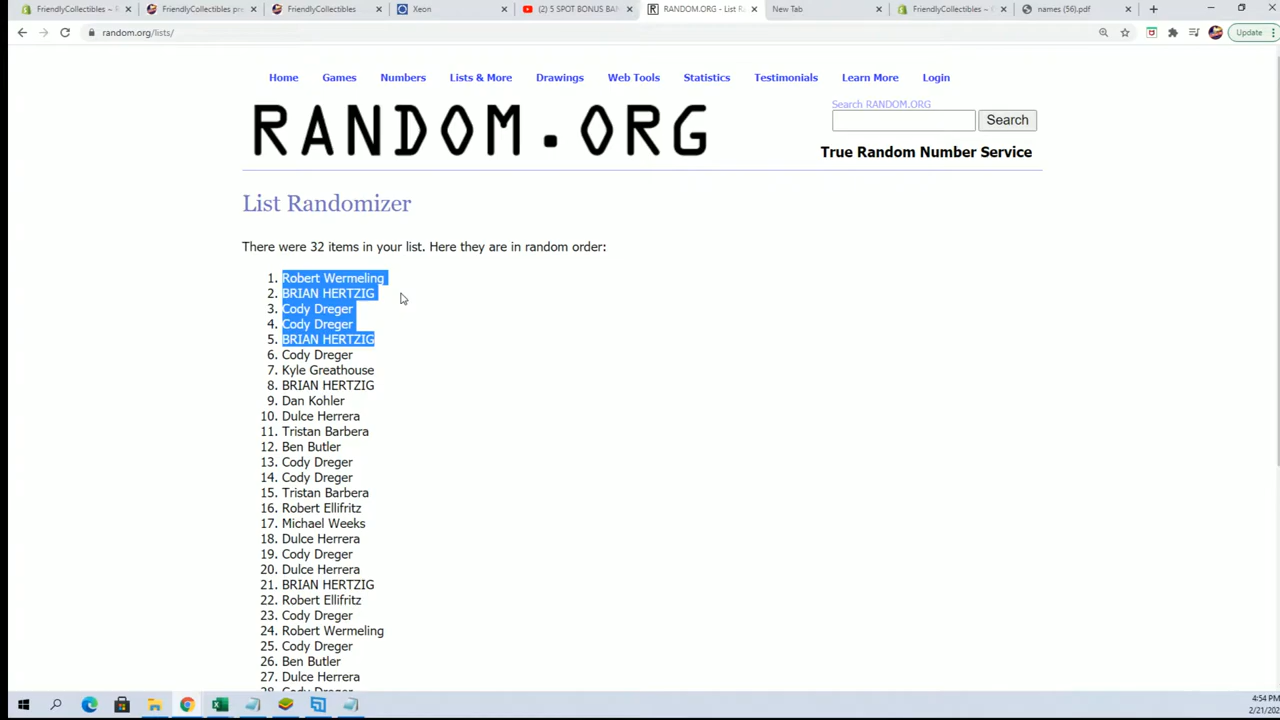 FriendlyCollectibles ~ F
FriendlyCollectibles pre
FriendlyCollectibles
Xeon
(2) 5 SPOT BONUS BA
RANDOM.ORG - List R
New Tab
FriendlyCollectibles ~
names (56).pdf
random.org/lists/
Update
Home Games Numbers Lists & More Drawings Web Tools Statistics Testimonials Learn More Login
RANDOM.ORG
Search RANDOM.ORG
Search
True Random Number Service
List Randomizer
There were 32 items in your list. Here they are in random order:
1. Robert Wermeling
2. BRIAN HERTZIG
3. Cody Dreger
4. Cody Dreger
5. BRIAN HERTZIG
6. Cody Dreger
7. Kyle Greathouse
8. BRIAN HERTZIG
9. Dan Kohler
10. Dulce Herrera
11. Tristan Barbera
12. Ben Butler
13. Cody Dreger
14. Cody Dreger
15. Tristan Barbera
16. Robert Ellifritz
17. Michael Weeks
18. Dulce Herrera
19. Cody Dreger
20. Dulce Herrera
21. BRIAN HERTZIG
22. Robert Ellifritz
23. Cody Dreger
24. Robert Wermeling
25. Cody Dreger
26. Ben Butler
27. Dulce Herrera
28. Cody Dreger
4:54 PM
2/21/202